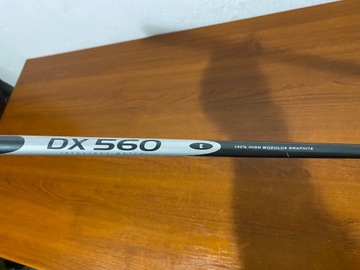 DX 560
100% HIGH MODULUS GRAPHITE